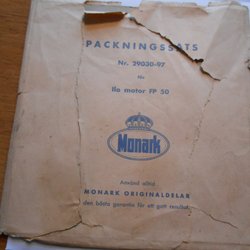 PACKNINGSSATS
Nr. 29030-97
för
Ilo motor FP 50
Monark
Använd alltid
MONARK ORIGINALDELAR
den bästa garantin för ett gott resultat.